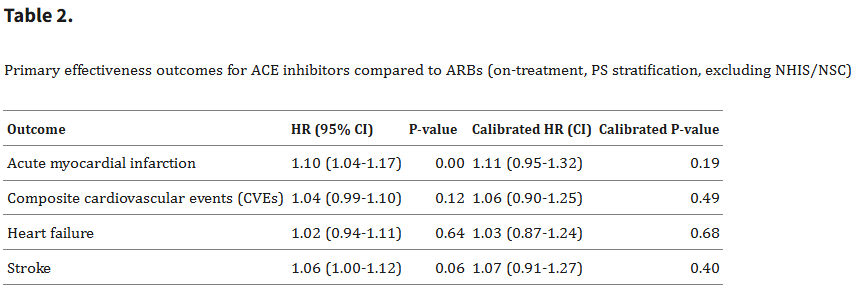 Table 2.
Primary effectiveness outcomes for ACE inhibitors compared to ARBs (on-treatment, PS stratification, excluding NHIS/NSC)
Outcome HR (95% CI) P-value Calibrated HR (CI) Calibrated P-value
Acute myocardial infarction 1.10 (1.04-1.17) 0.00 1.11 (0.95-1.32) 0.19
Composite cardiovascular events (CVEs) 1.04 (0.99-1.10) 0.12 1.06 (0.90-1.25) 0.49
Heart failure 1.02 (0.94-1.11) 0.64 1.03 (0.87-1.24) 0.68
Stroke 1.06 (1.00-1.12) 0.06 1.07 (0.91-1.27) 0.40